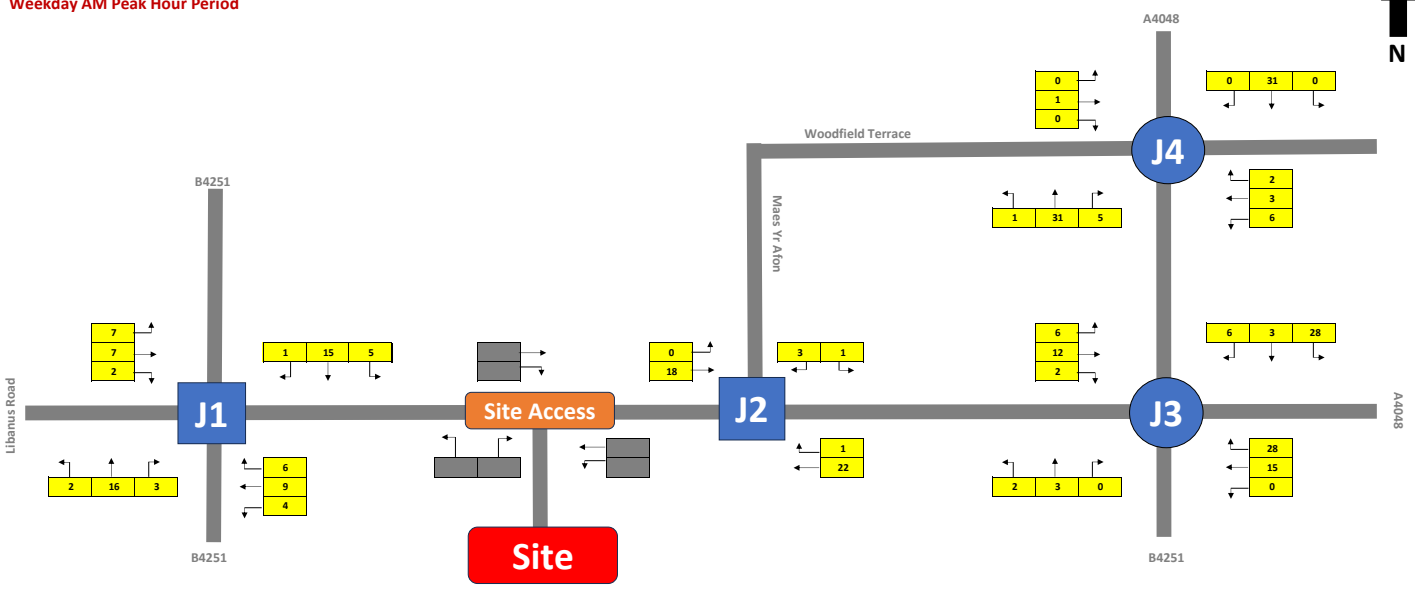 Weekday AM Peak Hour Period
A4048
N
0
1
0
0 31 0
Woodfield Terrace
J4
B4251
2
3
6
Maes Yr Afon
1 31 5
7
7
2
1 15 5
0
18
3 1
6
12
2
6 3 28
Libanus Road
J1
Site Access
J2
J3
A4048
2 16 3
6
9
4
1
22
2 3 0
28
15
0
B4251
Site
B4251